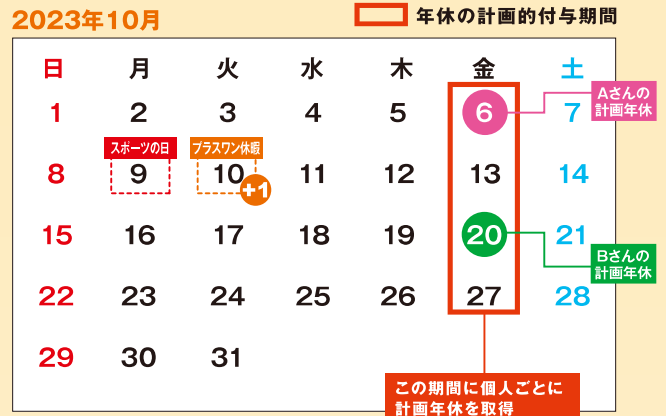 2023年10月
年休の計画的付与期間
日 月 火 水 木 金 土
1 2 3 4 5 6 7
Aさんの
計画年休
スポーツの日 プラスワン休暇
8 9 10 11 12 13 14
+1
15 16 17 18 19 20 21
Bさんの
計画年休
22 23 24 25 26 27 28
29 30 31
この期間に個人ごとに
計画年休を取得